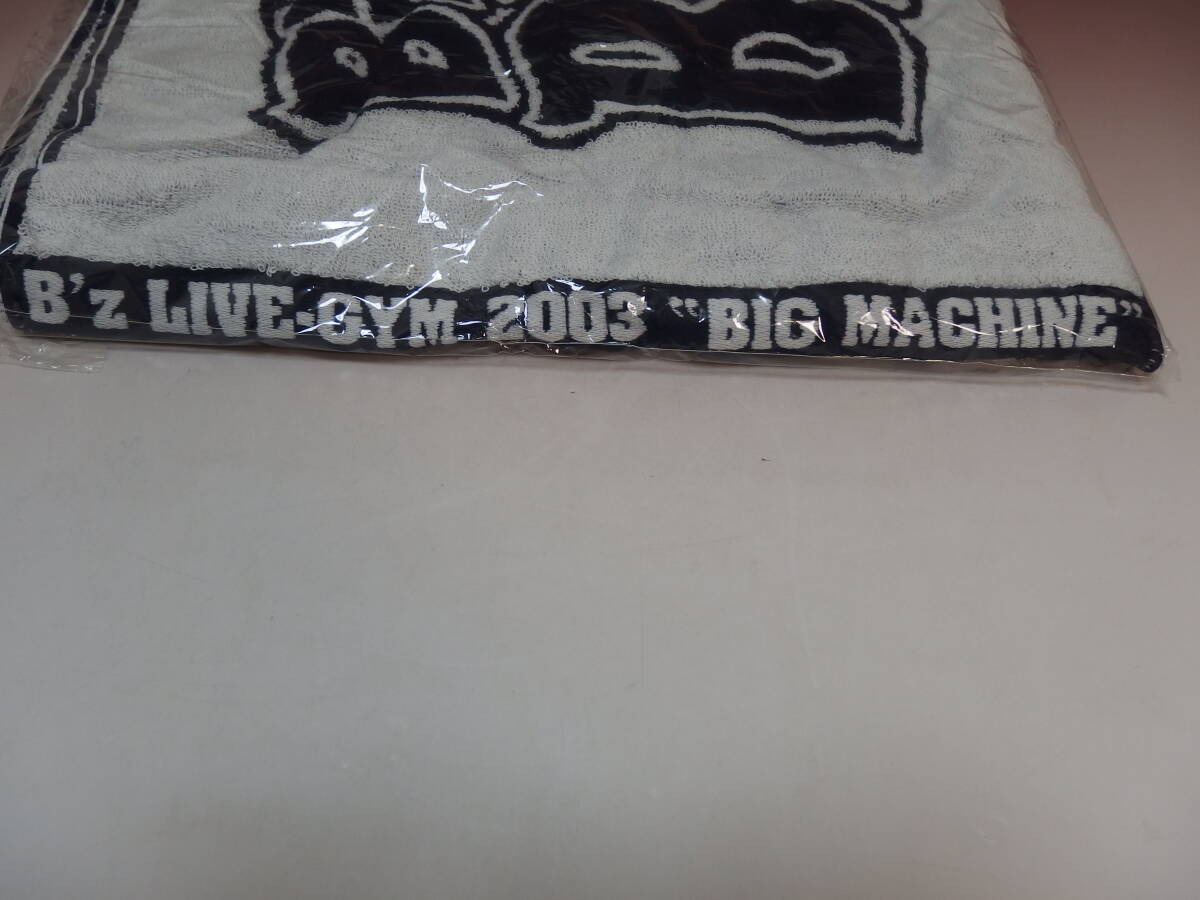 B'z LIVE-GYM 2003 "BIG MACHINE"